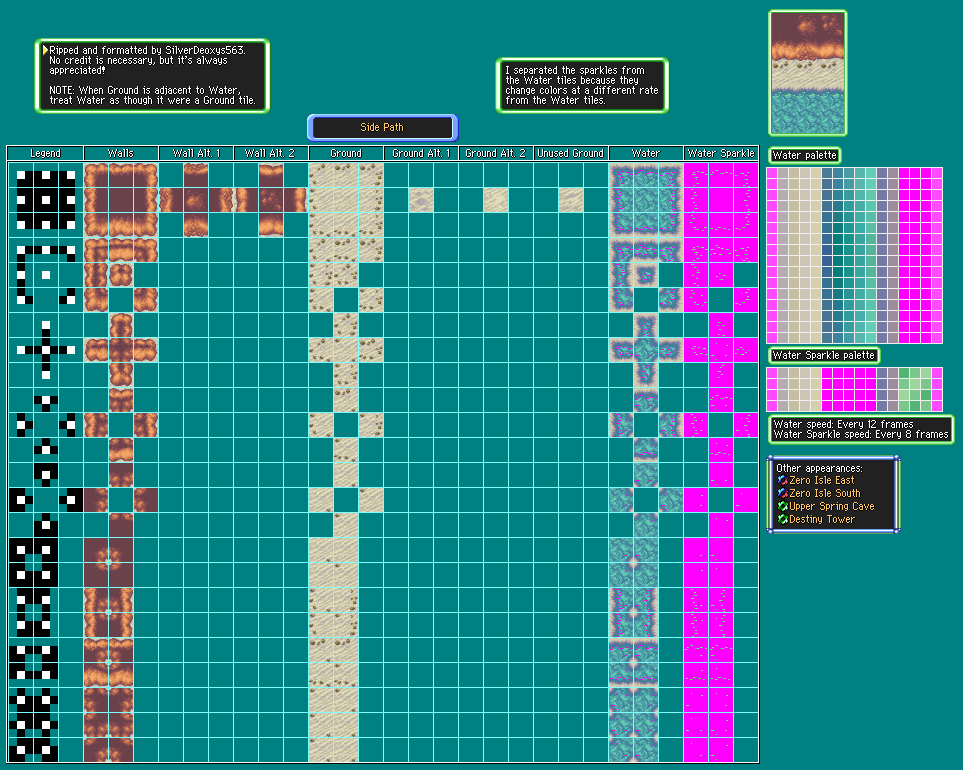 Ripped and formatted by SilverDeoxys563.
No credit is necessary, but it's always
appreciated!
NOTE: When Ground is adjacent to Water,
treat Water as though it were a Ground tile.
I separated the sparkles from
the Water tiles because they
change colors at a different rate
from the Water tiles.
Side Path
Legend
Walls
Wall Alt. 1
Wall Alt. 2
Ground
Ground Alt. 1
Ground Alt. 2
Unused Ground
Water
Water Sparkle
Water palette
Water Sparkle palette
Water speed: Every 12 frames
Water Sparkle speed: Every 8 frames
Other appearances:
Zero Isle East
Zero Isle South
Upper Spring Cave
Destiny Tower